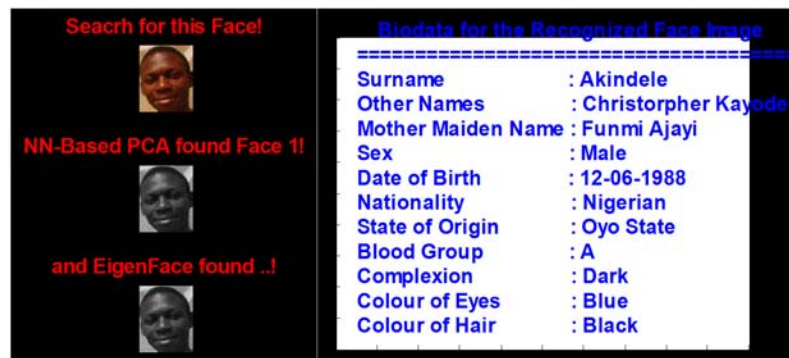 Seacrh for this Face!
NN-Based PCA found Face 1!
and EigenFace found ..!
Biodata for the Recognized Face Image
=======================================
Surname : Akindele
Other Names : Christorpher Kayode
Mother Maiden Name : Funmi Ajayi
Sex : Male
Date of Birth : 12-06-1988
Nationality : Nigerian
State of Origin : Oyo State
Blood Group : A
Complexion : Dark
Colour of Eyes : Blue
Colour of Hair : Black